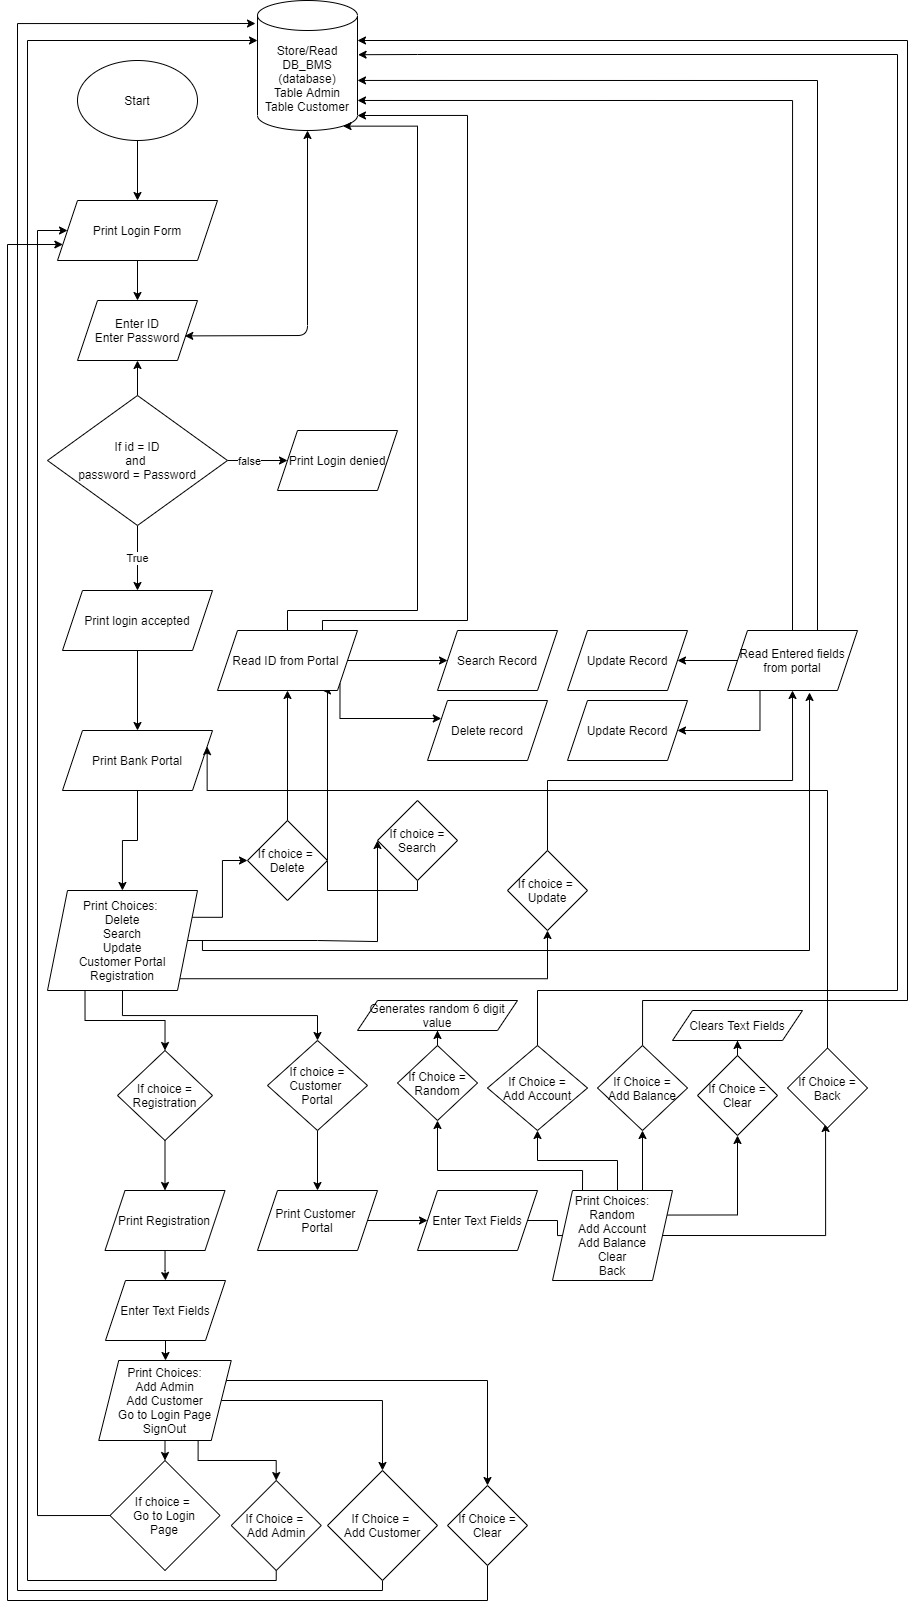 Store/Read
DB_BMS
(database)
Table Admin
Table Customer
Start
Print Login Form
Enter ID
Enter Password
If id = ID
and
password = Password
false
Print Login denied
True
Print login accepted
Read ID from Portal
Search Record
Update Record
Read Entered fields
from portal
Delete record
Update Record
Print Bank Portal
If choice =
Delete
If choice =
Search
If choice =
Update
Print Choices:
Delete
Search
Update
Customer Portal
Registration
Generates random 6 digit
value
Clears Text Fields
If choice =
Registration
If choice =
Customer
Portal
If Choice =
Random
If Choice =
Add Account
If Choice =
Add Balance
If Choice =
Clear
If Choice =
Back
Print Registration
Print Customer
Portal
Enter Text Fields
Print Choices:
Random
Add Account
Add Balance
Clear
Back
Enter Text Fields
Print Choices:
Add Admin
Add Customer
Go to Login Page
SignOut
If choice =
Go to Login
Page
If Choice =
Add Admin
If Choice =
Add Customer
If Choice =
Clear